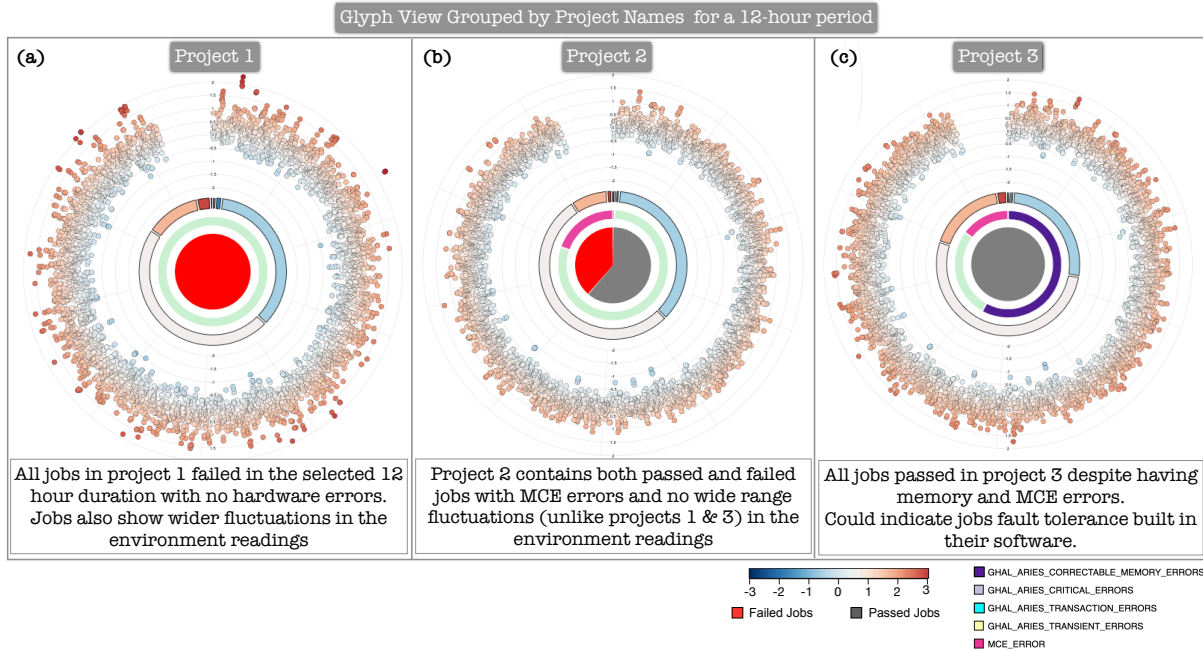 Glyph View Grouped by Project Names for a 12-hour period
(a)
Project 1
(b)
Project 2
(c)
Project 3
All jobs in project 1 failed in the selected 12
hour duration with no hardware errors.
Jobs also show wider fluctuations in the
environment readings
Project 2 contains both passed and failed
jobs with MCE errors and no wide range
fluctuations (unlike projects 1 & 3) in the
environment readings
All jobs passed in project 3 despite having
memory and MCE errors.
Could indicate jobs fault tolerance built in
their software.
-3 -2 -1 0 1 2 3
Failed Jobs
Passed Jobs
GHAL_ARIES_CORRECTABLE_MEMORY_ERRORS
GHAL_ARIES_CRITICAL_ERRORS
GHAL_ARIES_TRANSACTION_ERRORS
GHAL_ARIES_TRANSIENT_ERRORS
MCE_ERROR